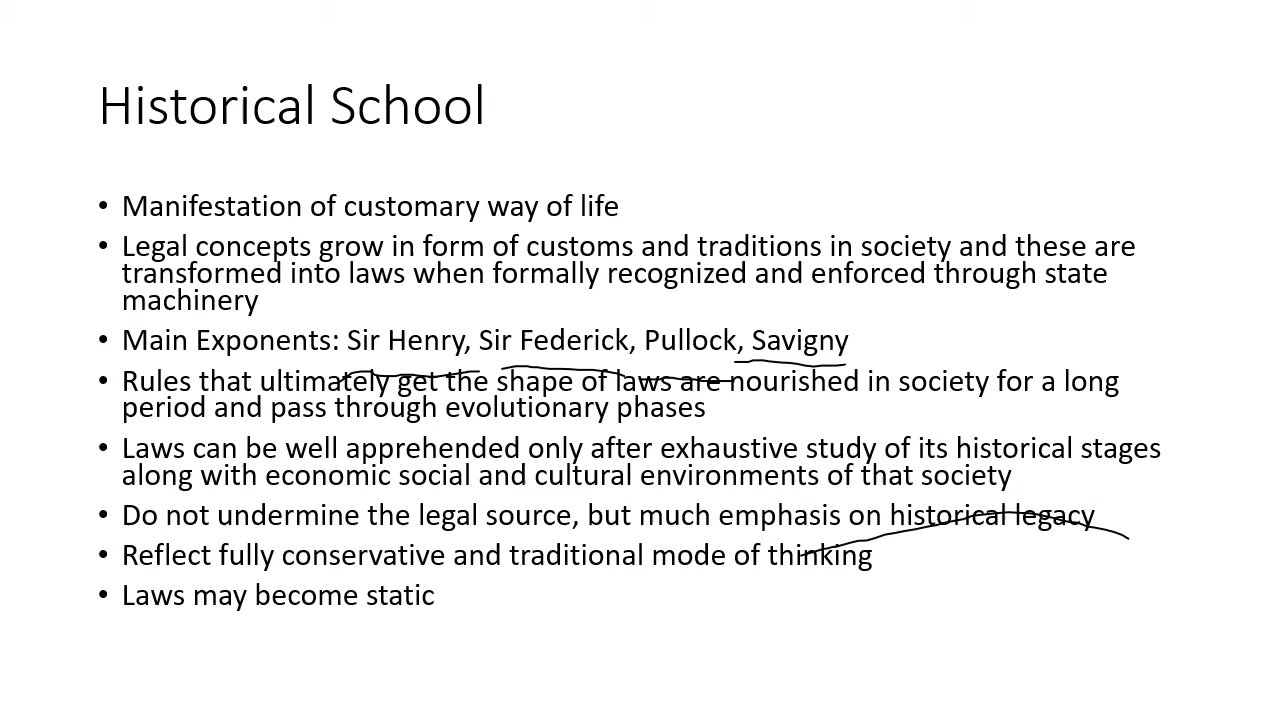 Historical School
• Manifestation of customary way of life
• Legal concepts grow in form of customs and traditions in society and these are
transformed into laws when formally recognized and enforced through state
machinery
• Main Exponents: Sir Henry, Sir Federick, Pullock, Savigny
• Rules that ultimately get the shape of laws are nourished in society for a long
period and pass through evolutionary phases
• Laws can be well apprehended only after exhaustive study of its historical stages
along with economic social and cultural environments of that society
• Do not undermine the legal source, but much emphasis on historical legacy
• Reflect fully conservative and traditional mode of thinking
• Laws may become static